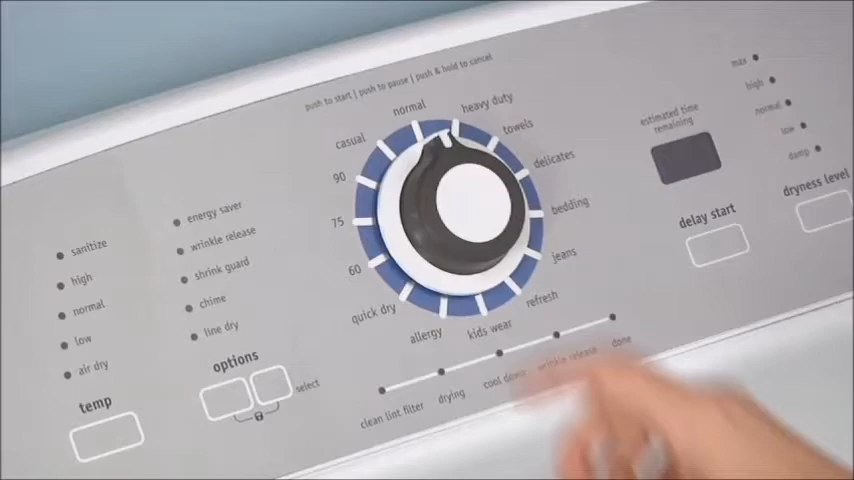 push to start | push to pause | push & hold to cancel
normal
heavy duty
casual
towels
90
delicates
75
bedding
60
jeans
quick dry
refresh
allergy
kids wear
estimated time
remaining
max
high
normal
low
damp
dryness level
delay start
sanitize
high
normal
low
air dry
temp
energy saver
wrinkle release
shrink guard
chime
line dry
options
select
clean lint filter
drying
cool down
wrinkle release
done